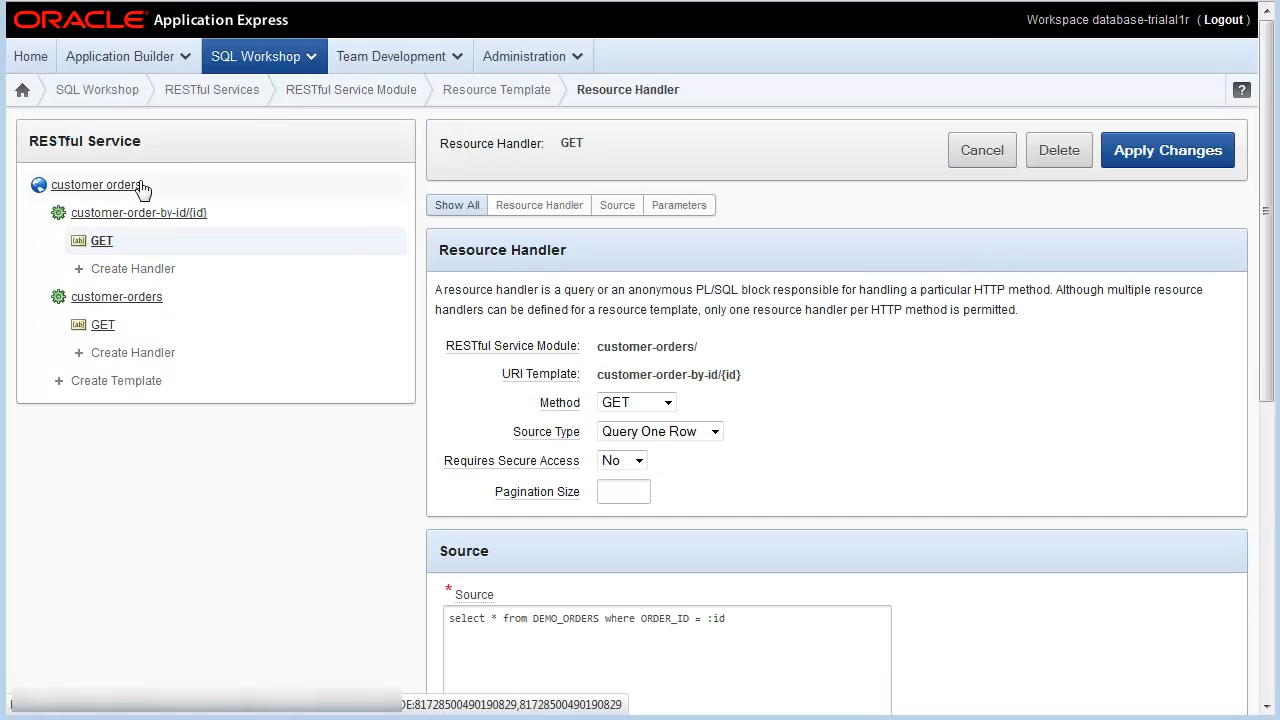 ORACLE Application Express
Workspace database-trialal1r ( Logout )
Home
Application Builder
SQL Workshop
Team Development
Administration
SQL Workshop
RESTful Services
RESTful Service Module
Resource Template
Resource Handler
?
RESTful Service
customer orders
customer-order-by-id/{id}
GET
+ Create Handler
customer-orders
GET
+ Create Handler
+ Create Template
Resource Handler: GET
Cancel
Delete
Apply Changes
Show All
Resource Handler
Source
Parameters
Resource Handler
A resource handler is a query or an anonymous PL/SQL block responsible for handling a particular HTTP method. Although multiple resource
handlers can be defined for a resource template, only one resource handler per HTTP method is permitted.
RESTful Service Module: customer-orders/
URI Template: customer-order-by-id/{id}
Method GET
Source Type Query One Row
Requires Secure Access No
Pagination Size
Source
* Source
select * from DEMO_ORDERS where ORDER_ID = :id
DE:81728500490190829,81728500490190829